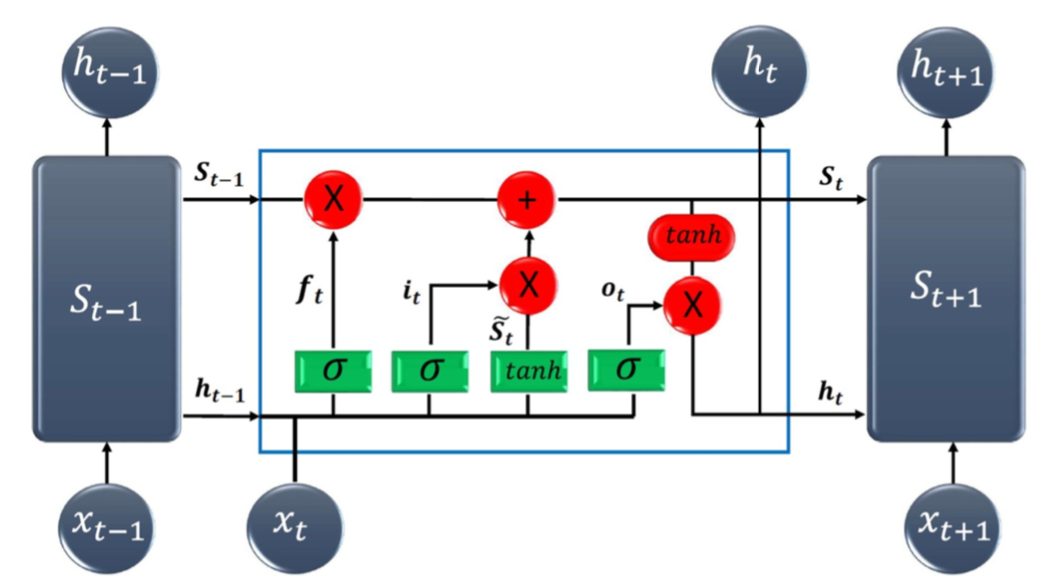 h_{t−1}
h_t
h_{t+1}
S_{t−1}
S_t
X
+
tanh
S_{t−1}
f_t
i_t
X
o_t
X
S_{t+1}
S̃_t
σ
σ
tanh
σ
h_{t−1}
h_t
x_{t−1}
x_t
x_{t+1}